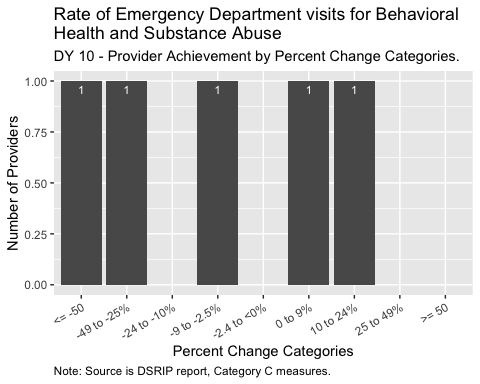 Rate of Emergency Department visits for Behavioral
Health and Substance Abuse
DY 10 - Provider Achievement by Percent Change Categories.
Number of Providers
1.00
0.75
0.50
0.25
0.00
1 1 1 1 1
<= -50 -49 to -25% -24 to -10% -9 to -2.5% -2.4 to <0% 0 to 9% 10 to 24% 25 to 49% >= 50
Percent Change Categories
Note: Source is DSRIP report, Category C measures.